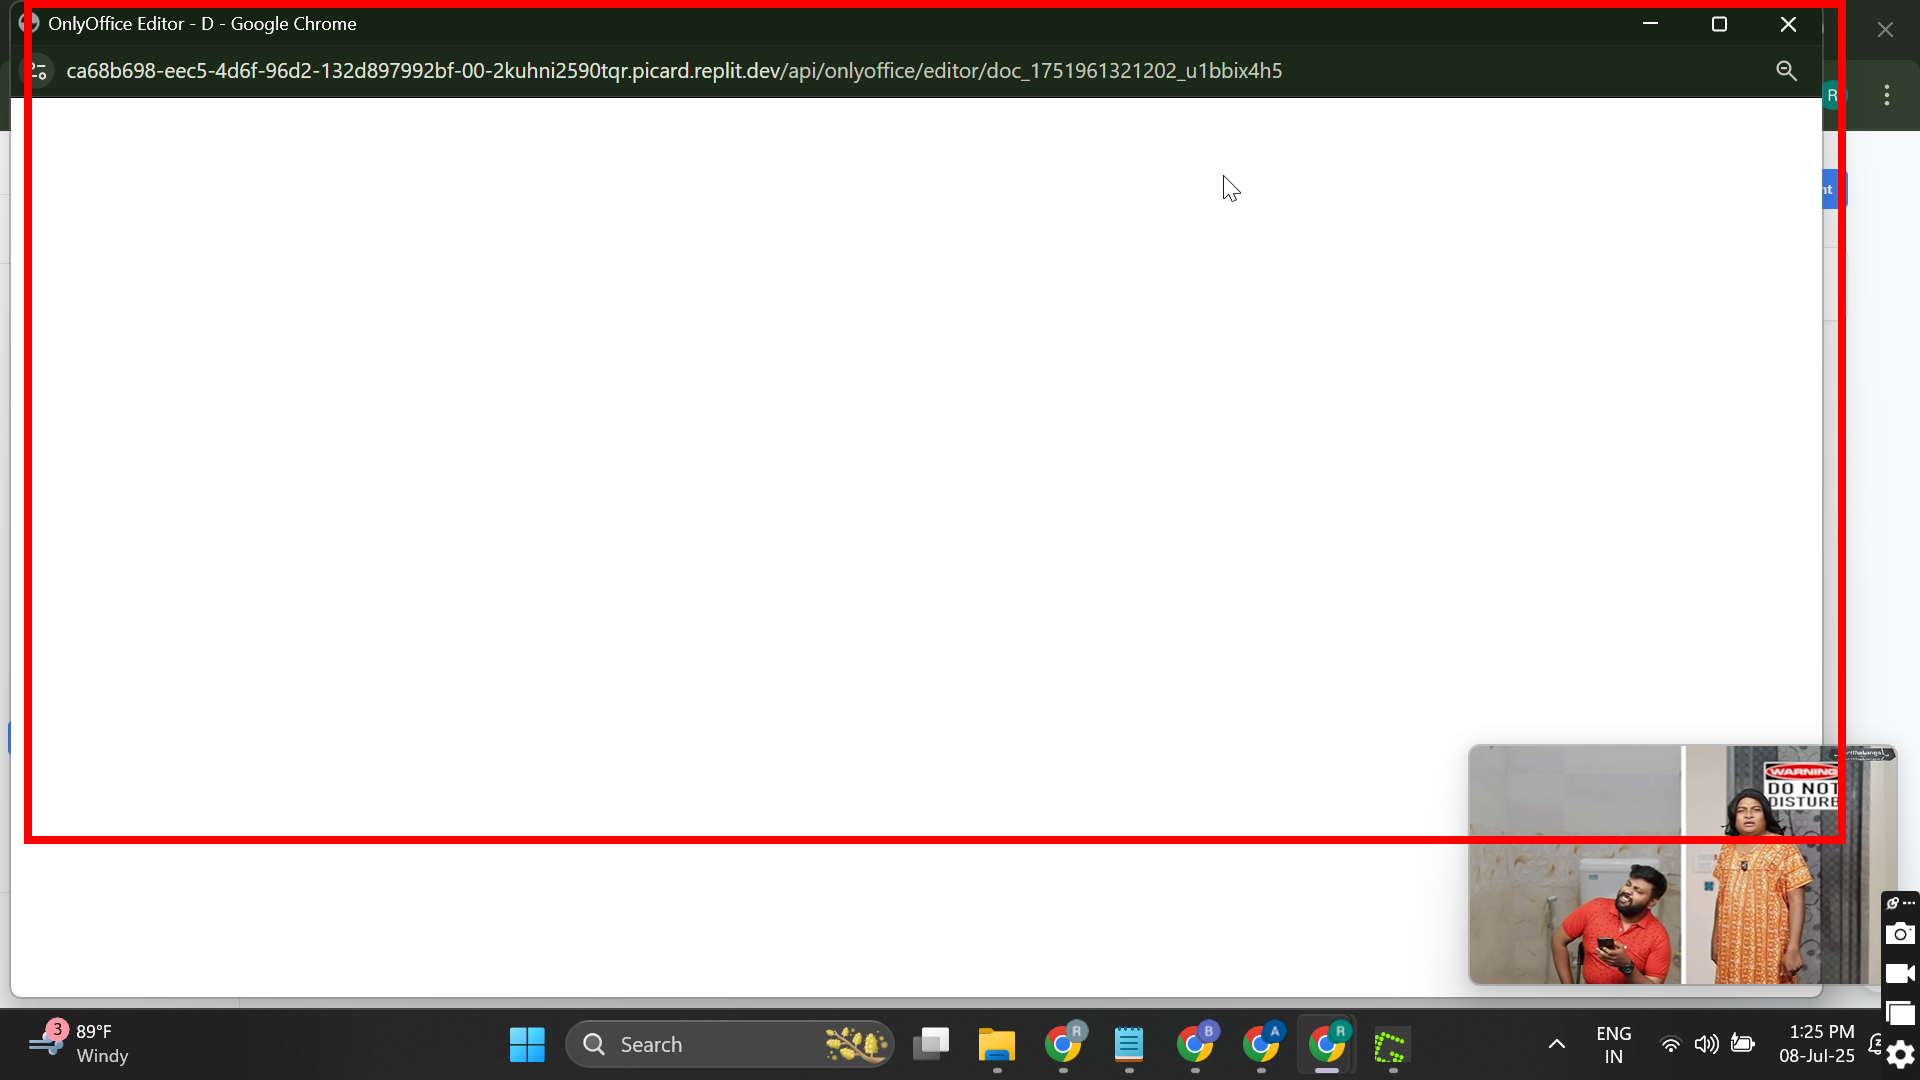 OnlyOffice Editor - D - Google Chrome
ca68b698-eec5-4d6f-96d2-132d897992bf-00-2kuhni2590tqr.picard.replit.dev/api/onlyoffice/editor/doc_1751961321202_u1bbix4h5
R
nt
WARNING
DO NOT
DISTURB
3
89°F
Windy
Search
R
B
A
R
ENG
IN
1:25 PM
08-Jul-25